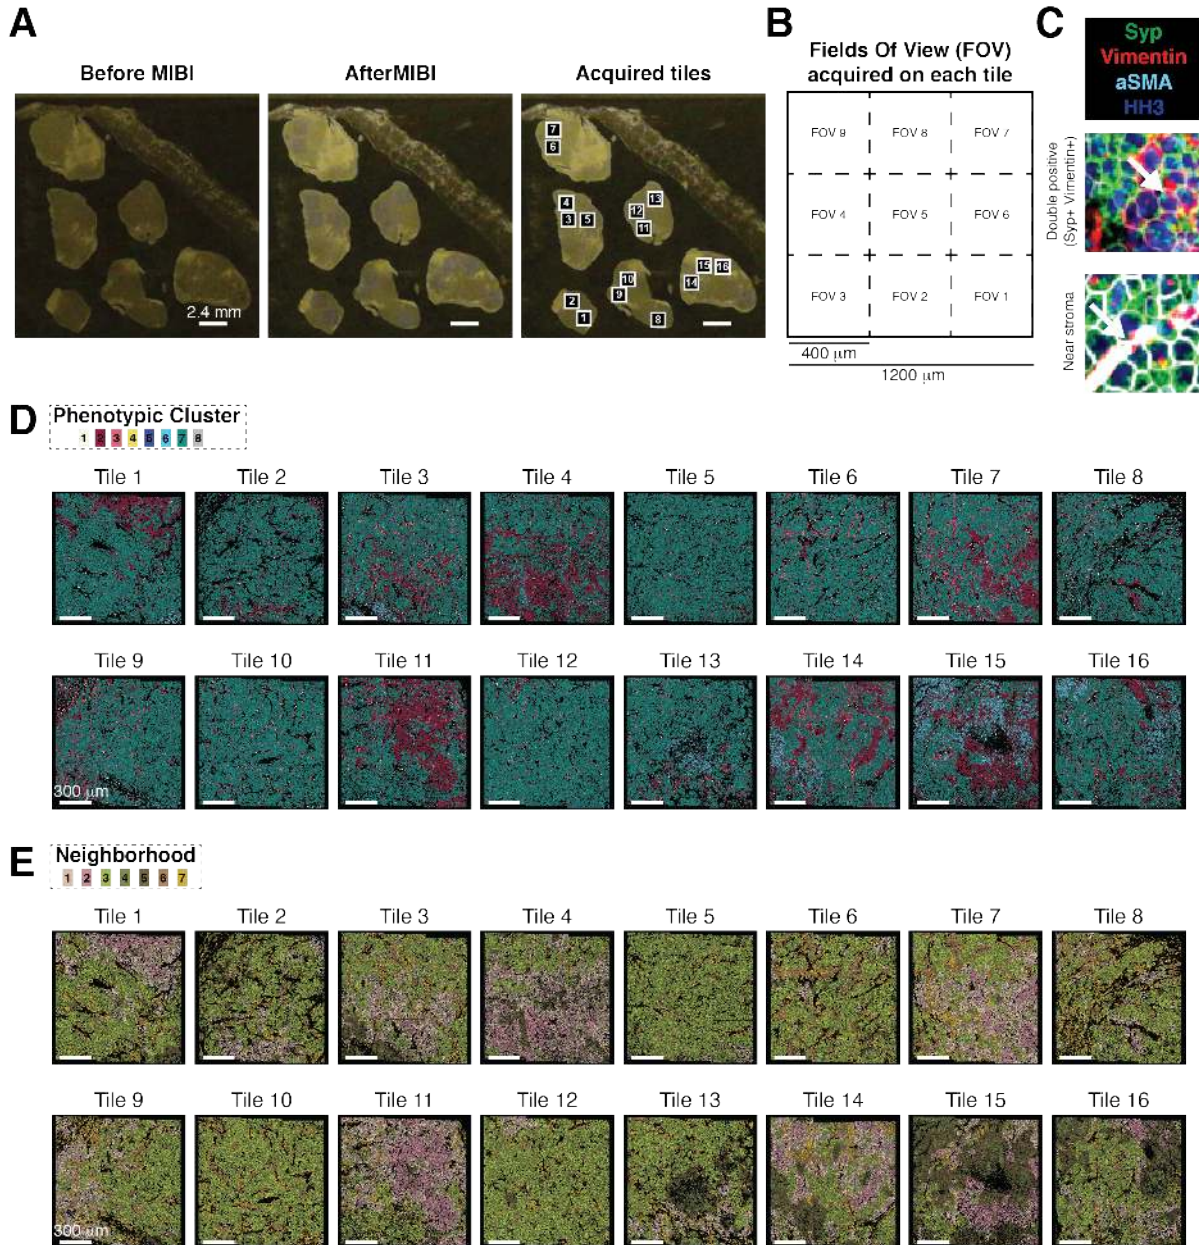 A
Before MIBI
AfterMIBI
Acquired tiles
2.4 mm
7
6
4
3
5
13
12
11
10
9
15
16
14
2
1
8
B
Fields Of View (FOV)
acquired on each tile
FOV 9
FOV 8
FOV 7
FOV 4
FOV 5
FOV 6
FOV 3
FOV 2
FOV 1
400 μm
1200 μm
C
Syp
Vimentin
aSMA
HH3
Double positive
(Syp+ Vimentin+)
Near stroma
D
Phenotypic Cluster
1 2 3 4 5 6 7 8
Tile 1
Tile 2
Tile 3
Tile 4
Tile 5
Tile 6
Tile 7
Tile 8
Tile 9
Tile 10
Tile 11
Tile 12
Tile 13
Tile 14
Tile 15
Tile 16
300 μm
E
Neighborhood
1 2 3 4 5 6 7
Tile 1
Tile 2
Tile 3
Tile 4
Tile 5
Tile 6
Tile 7
Tile 8
Tile 9
Tile 10
Tile 11
Tile 12
Tile 13
Tile 14
Tile 15
Tile 16
300 μm